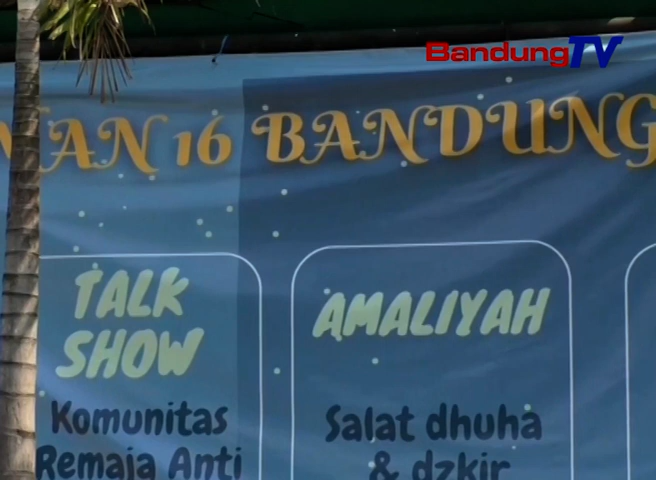 BandungTV
AN 16 BANDUNG
TALK
SHOW
Komunitas
Remaja Anti
AMALIYAH
Salat dhuha
& dzkir